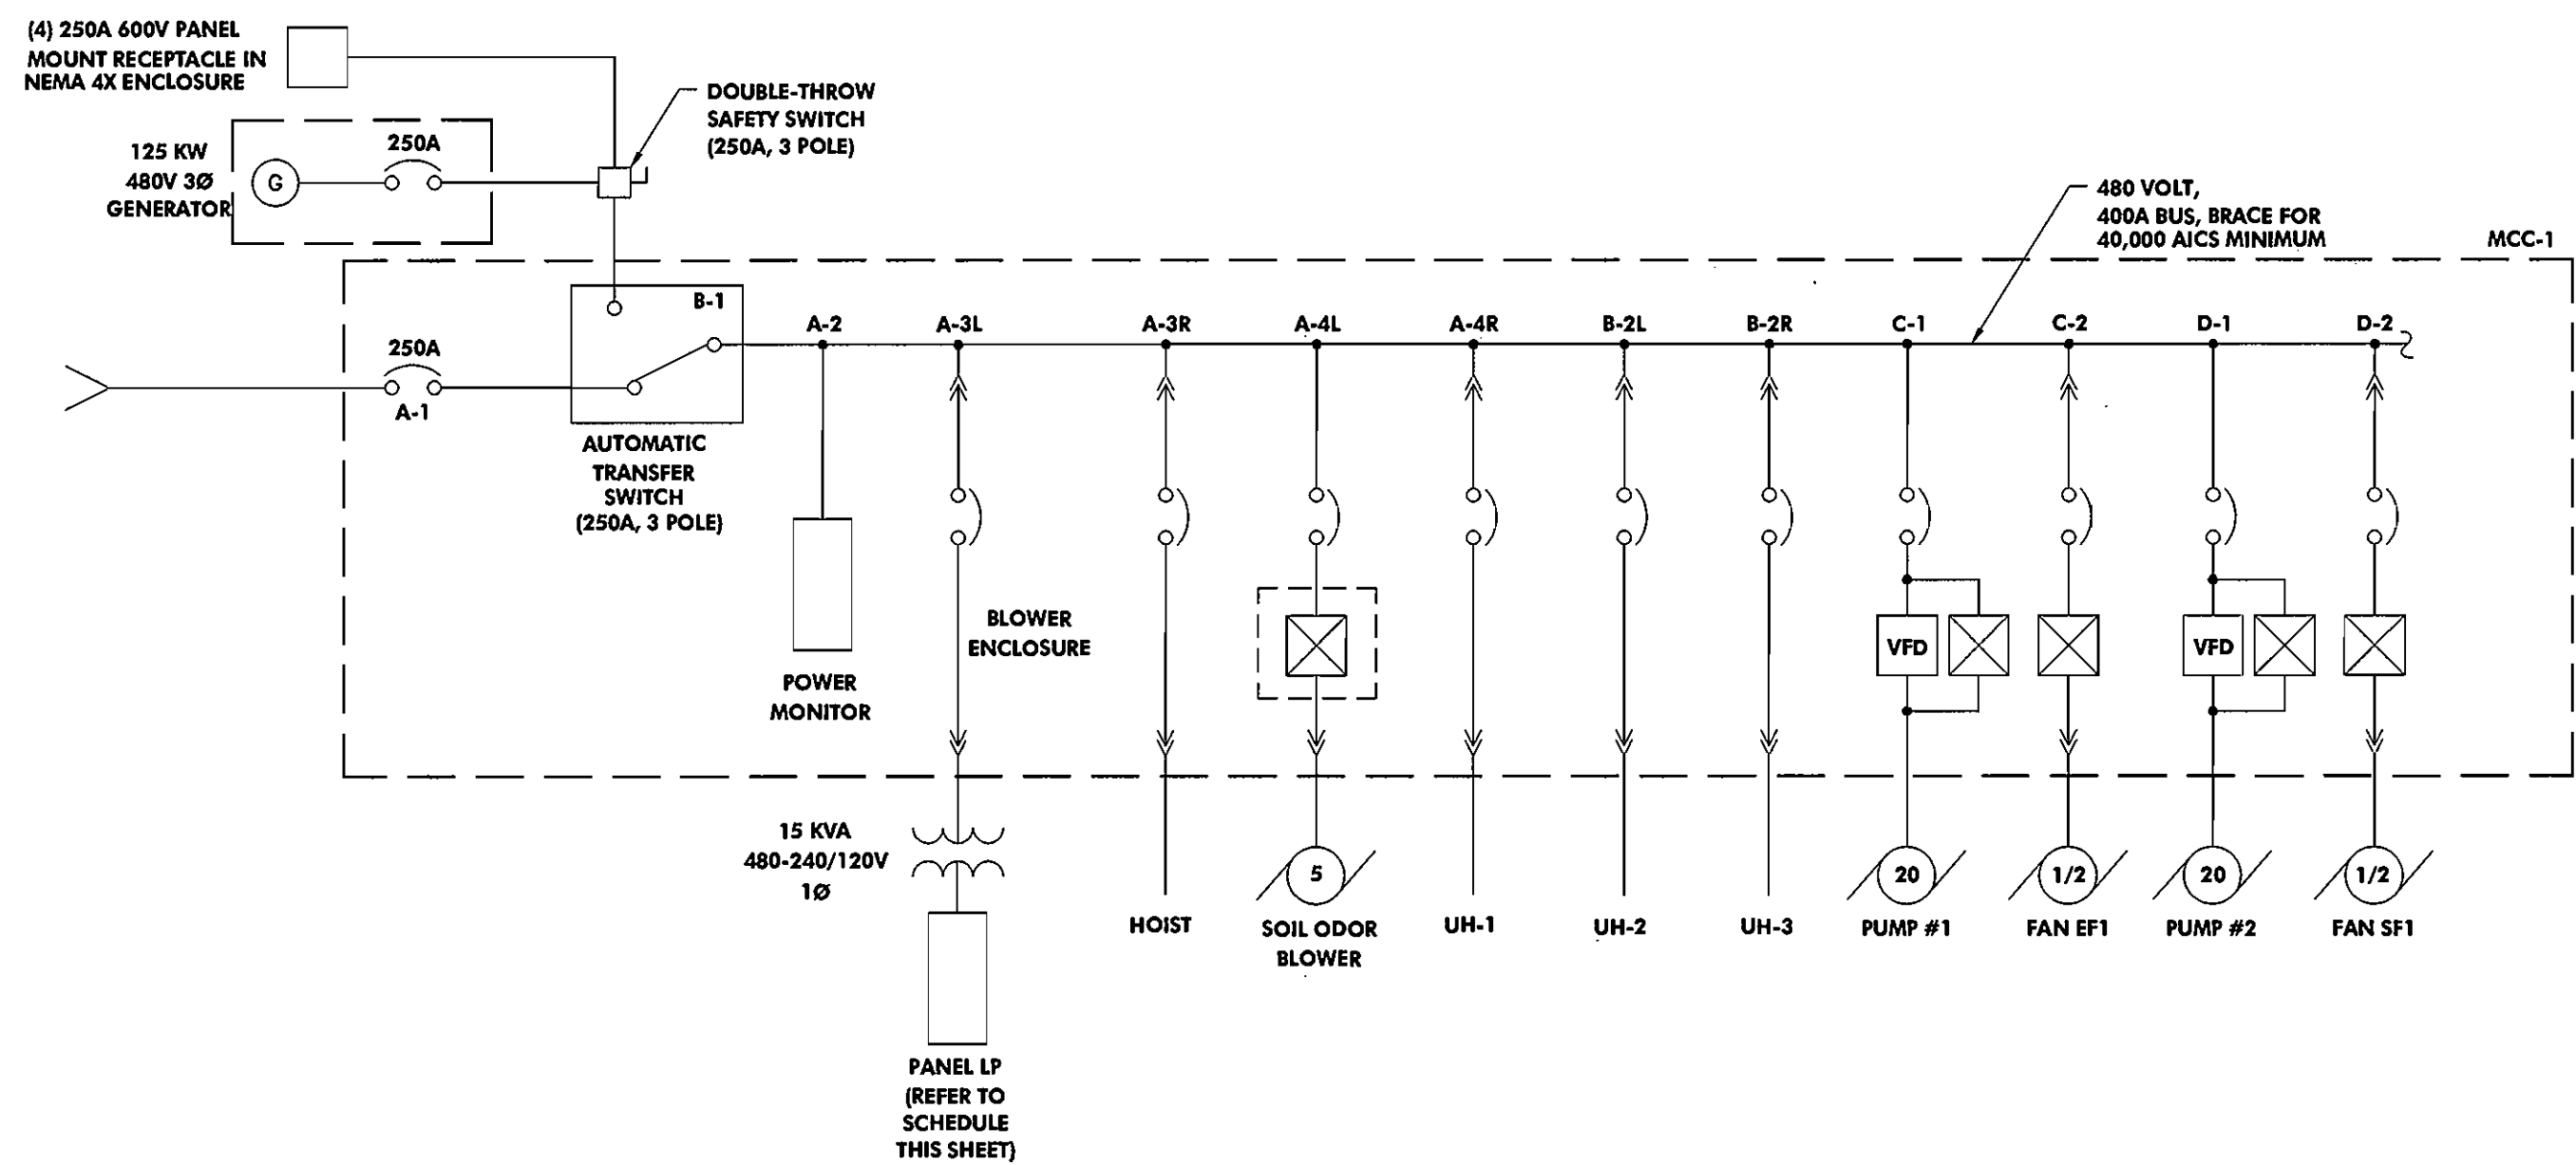 (4) 250A 600V PANEL
MOUNT RECEPTACLE IN
NEMA 4X ENCLOSURE
DOUBLE-THROW
SAFETY SWITCH
(250A, 3 POLE)
125 KW
480V 3Ø
GENERATOR
G
250A
480 VOLT,
400A BUS, BRACE FOR
40,000 AICS MINIMUM
MCC-1
250A
A-1
B-1
AUTOMATIC
TRANSFER
SWITCH
(250A, 3 POLE)
A-2
A-3L
A-3R
A-4L
A-4R
B-2L
B-2R
C-1
C-2
D-1
D-2
POWER
MONITOR
BLOWER
ENCLOSURE
VFD
VFD
15 KVA
480-240/120V
1Ø
5
20
1/2
20
1/2
HOIST
SOIL ODOR
BLOWER
UH-1
UH-2
UH-3
PUMP #1
FAN EF1
PUMP #2
FAN SF1
PANEL LP
(REFER TO
SCHEDULE
THIS SHEET)